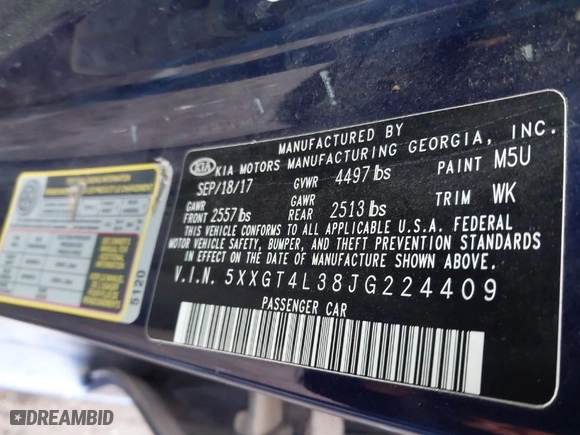 MANUFACTURED BY
KIA KIA MOTORS MANUFACTURING GEORGIA, INC.
SEP/18/17 GVWR 4497 lbs PAINT M5U
GAWR FRONT 2557 lbs GAWR REAR 2513 lbs TRIM WK
THIS VEHICLE CONFORMS TO ALL APPLICABLE U.S.A. FEDERAL
MOTOR VEHICLE SAFETY, BUMPER, AND THEFT PREVENTION STANDARDS
IN EFFECT ON THE DATE OF MANUFACTURE SHOWN ABOVE.
V.I.N. 5XXGT4L38JG224409
PASSENGER CAR
5120
DREAMBID